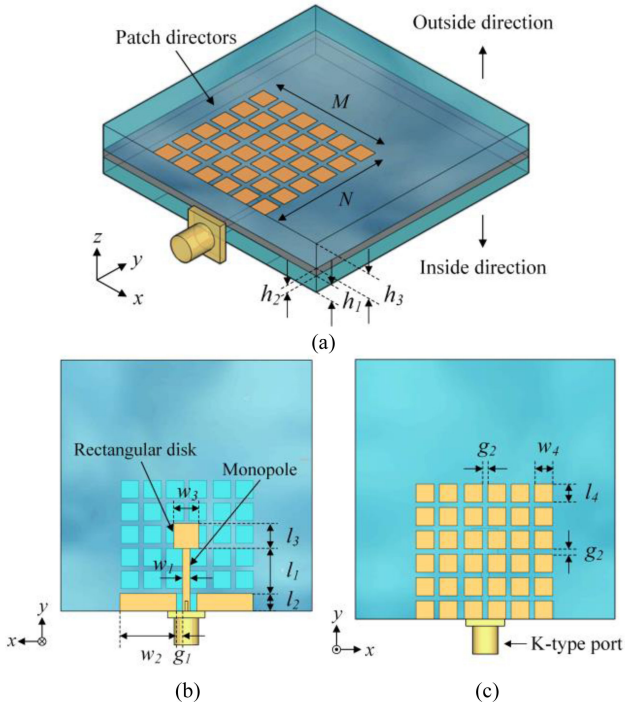 Outside direction
Patch directors
M
N
z
y
x
Inside direction
h2
h1
h3
(a)
Rectangular disk
Monopole
w3
l3
w1
l1
l2
y
x
w2
g1
(b)
g2
w4
l4
g2
y
x
K-type port
(c)